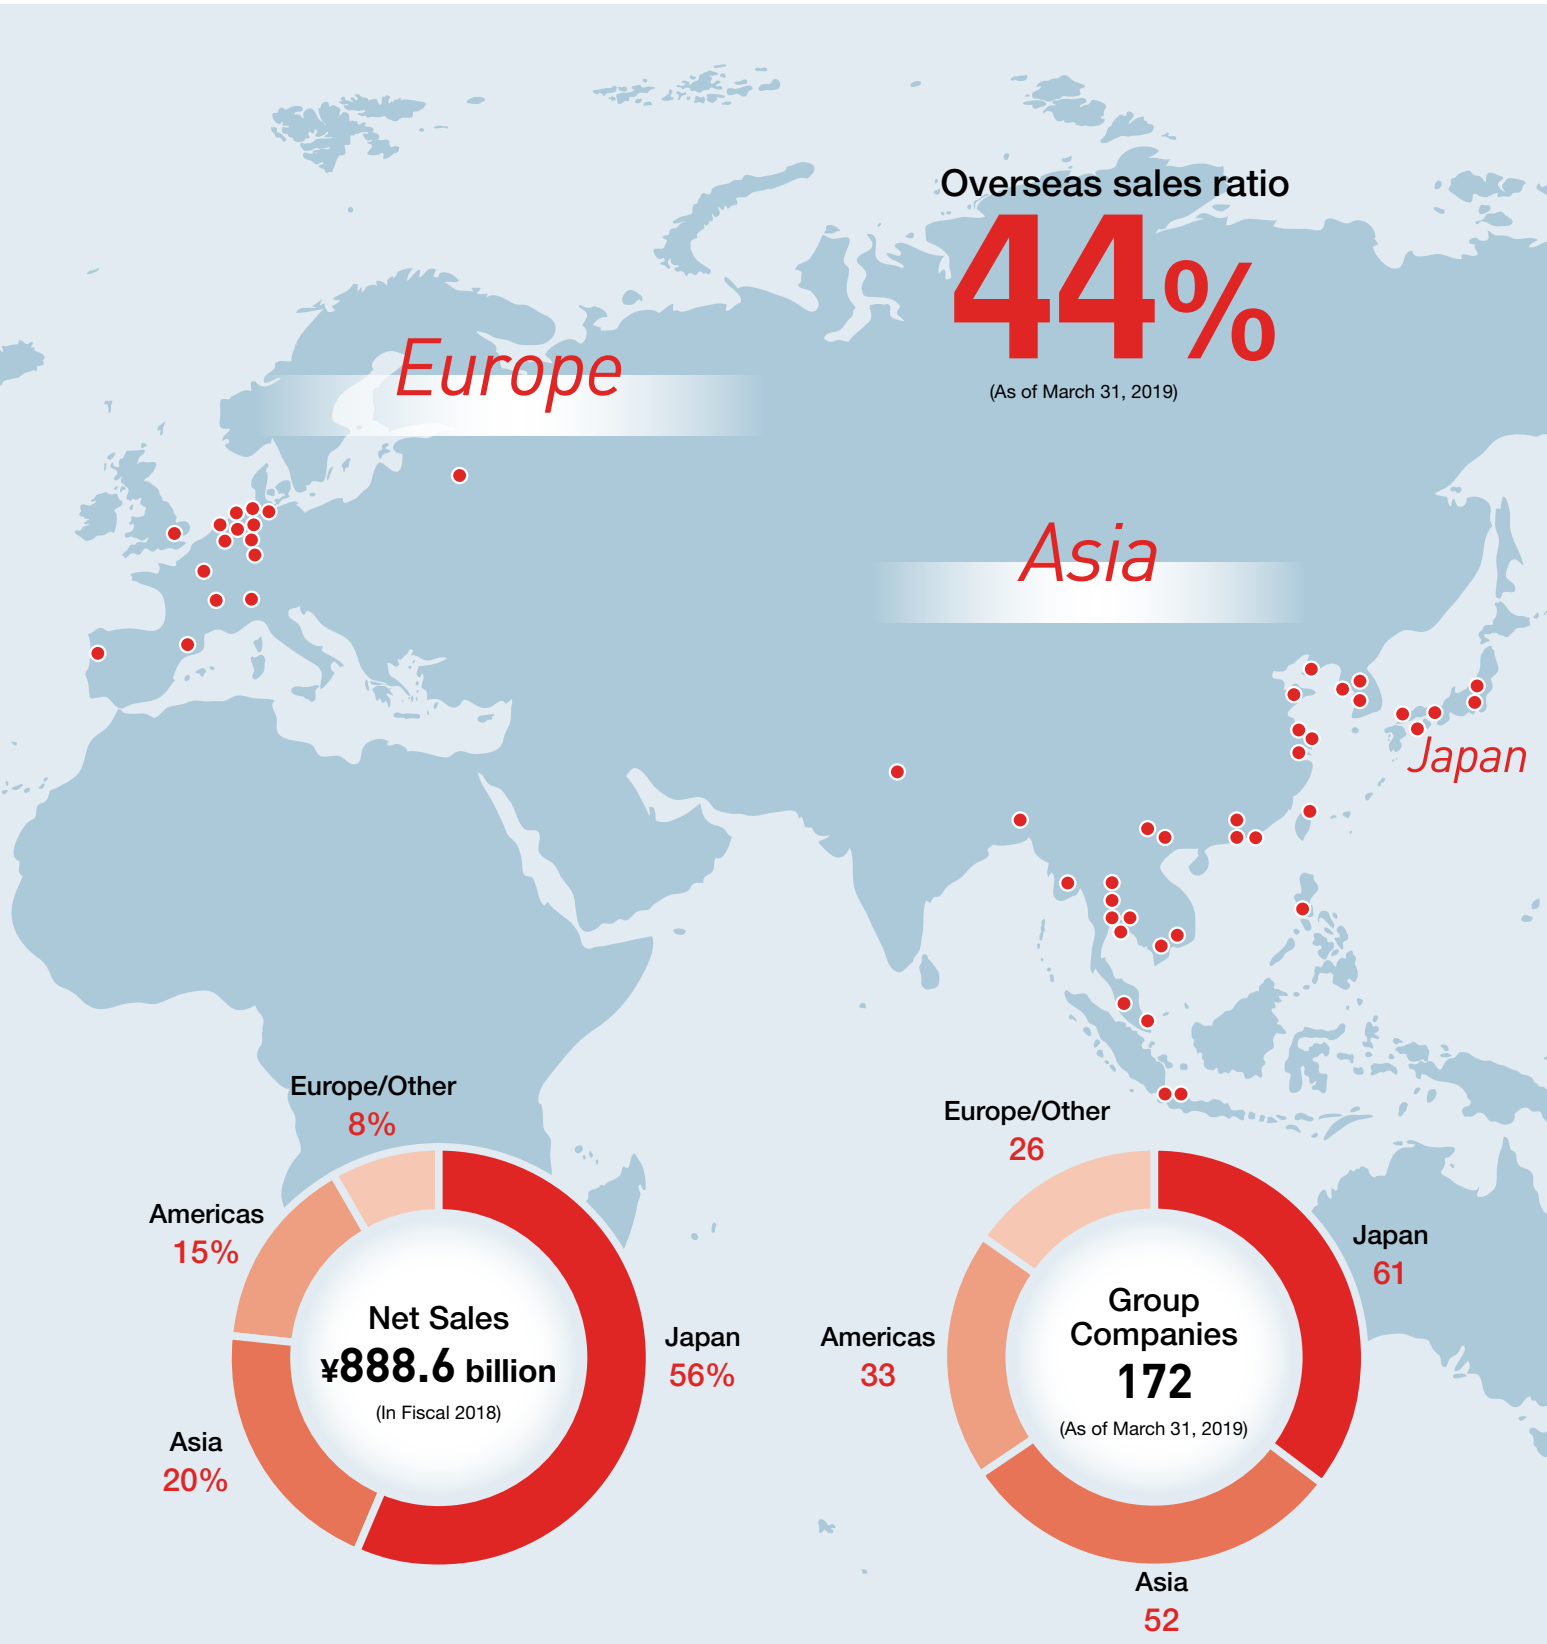 Overseas sales ratio
44%
(As of March 31, 2019)
Europe
Asia
Japan
Europe/Other
8%
Americas
15%
Asia
20%
Japan
56%
Net Sales
¥888.6 billion
(In Fiscal 2018)
Europe/Other
26
Japan
61
Americas
33
Asia
52
Group
Companies
172
(As of March 31, 2019)